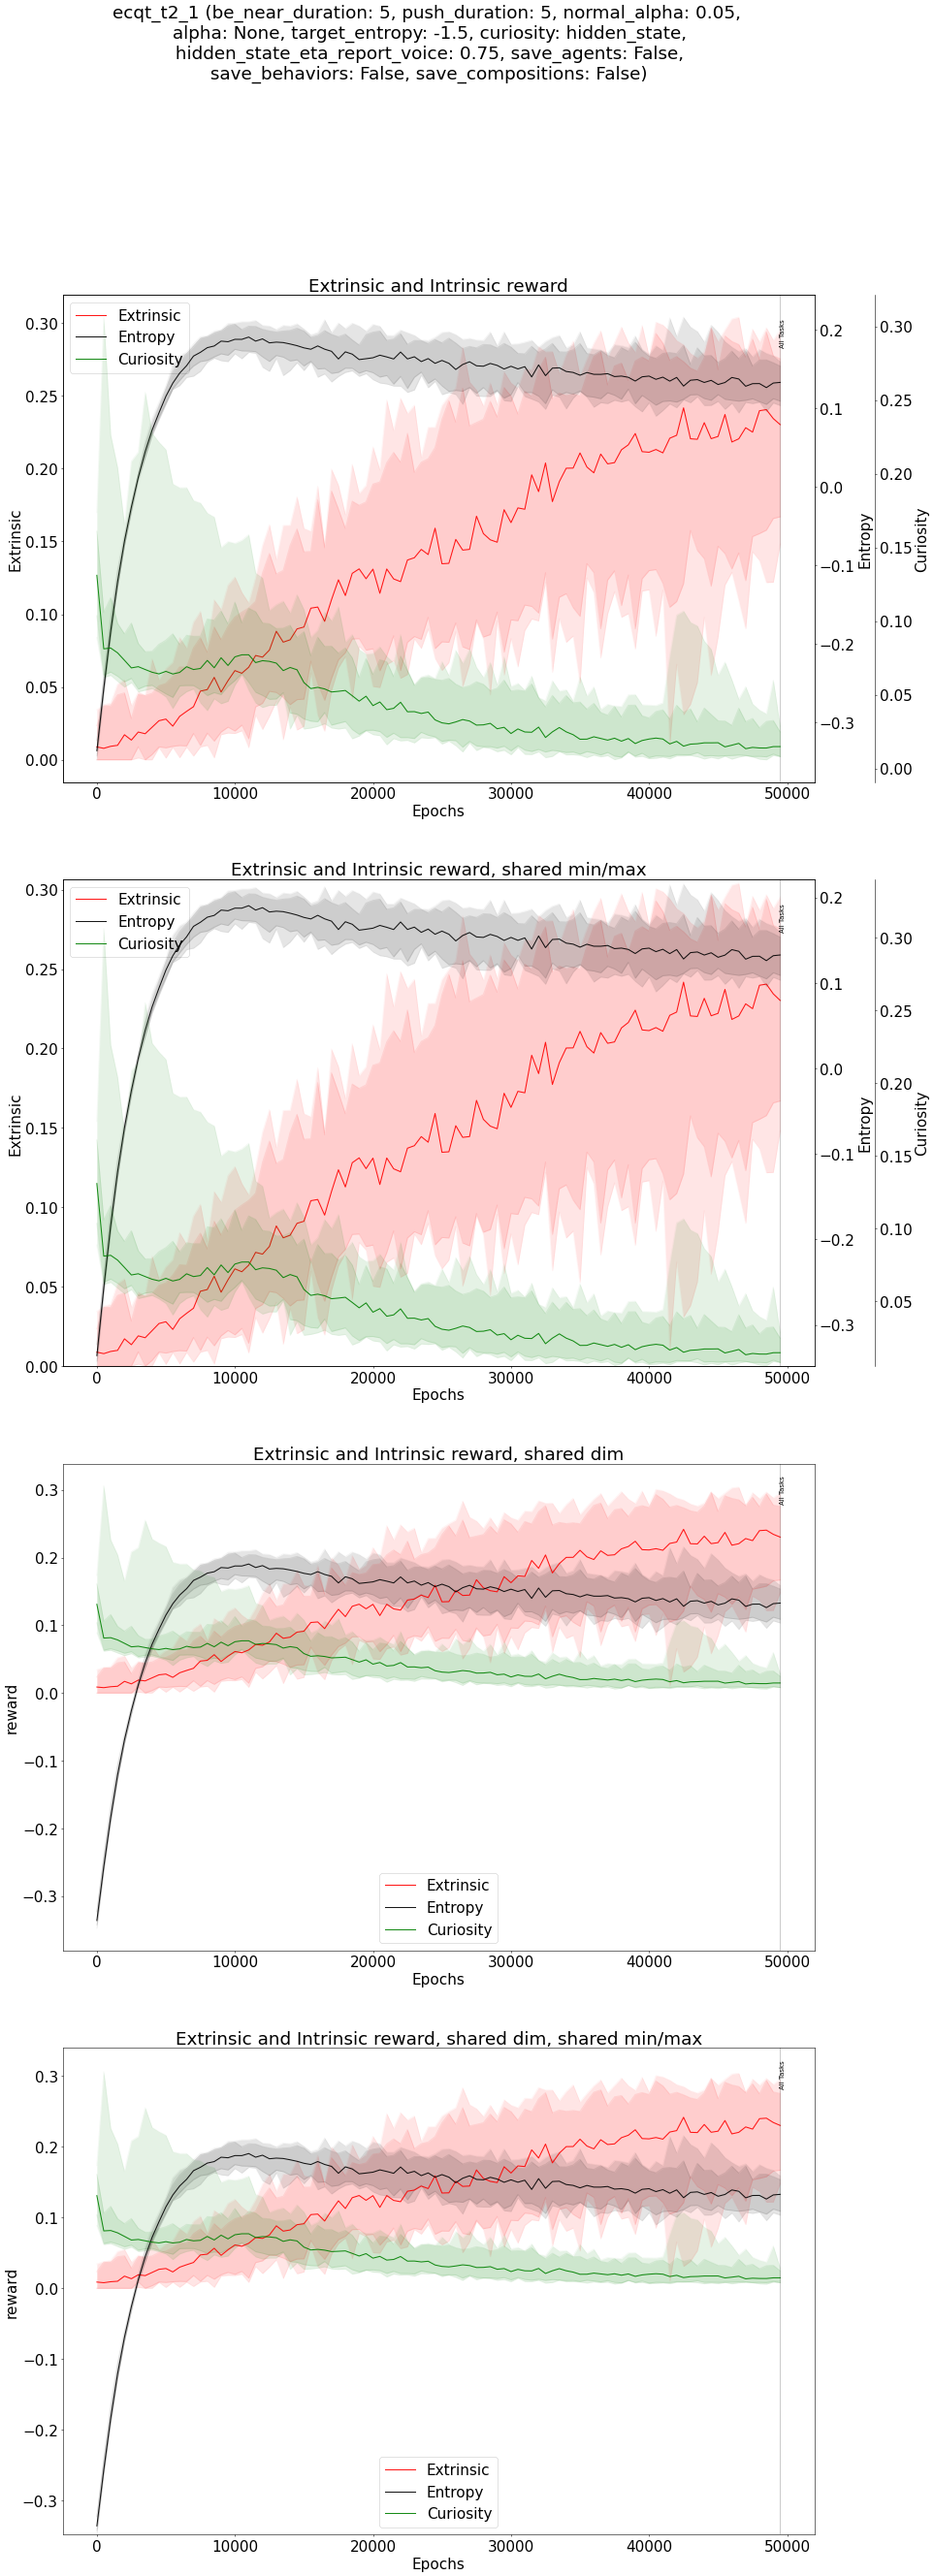 ecqt_t2_1 (be_near_duration: 5, push_duration: 5, normal_alpha: 0.05,
alpha: None, target_entropy: -1.5, curiosity: hidden_state,
hidden_state_eta_report_voice: 0.75, save_agents: False,
save_behaviors: False, save_compositions: False)
Extrinsic and Intrinsic reward
Extrinsic
Entropy
Curiosity
All Tasks
0.30
0.25
0.20
0.15
0.10
0.05
0.00
Extrinsic
0.2
0.1
0.0
−0.1
−0.2
−0.3
Entropy
0.30
0.25
0.20
0.15
0.10
0.05
0.00
Curiosity
0 10000 20000 30000 40000 50000
Epochs
Extrinsic and Intrinsic reward, shared min/max
Extrinsic
Entropy
Curiosity
All Tasks
0.30
0.25
0.20
0.15
0.10
0.05
0.00
Extrinsic
0.2
0.1
0.0
−0.1
−0.2
−0.3
Entropy
0.30
0.25
0.20
0.15
0.10
0.05
Curiosity
0 10000 20000 30000 40000 50000
Epochs
Extrinsic and Intrinsic reward, shared dim
All Tasks
0.3
0.2
0.1
0.0
−0.1
−0.2
−0.3
reward
Extrinsic
Entropy
Curiosity
0 10000 20000 30000 40000 50000
Epochs
Extrinsic and Intrinsic reward, shared dim, shared min/max
All Tasks
0.3
0.2
0.1
0.0
−0.1
−0.2
−0.3
reward
Extrinsic
Entropy
Curiosity
0 10000 20000 30000 40000 50000
Epochs